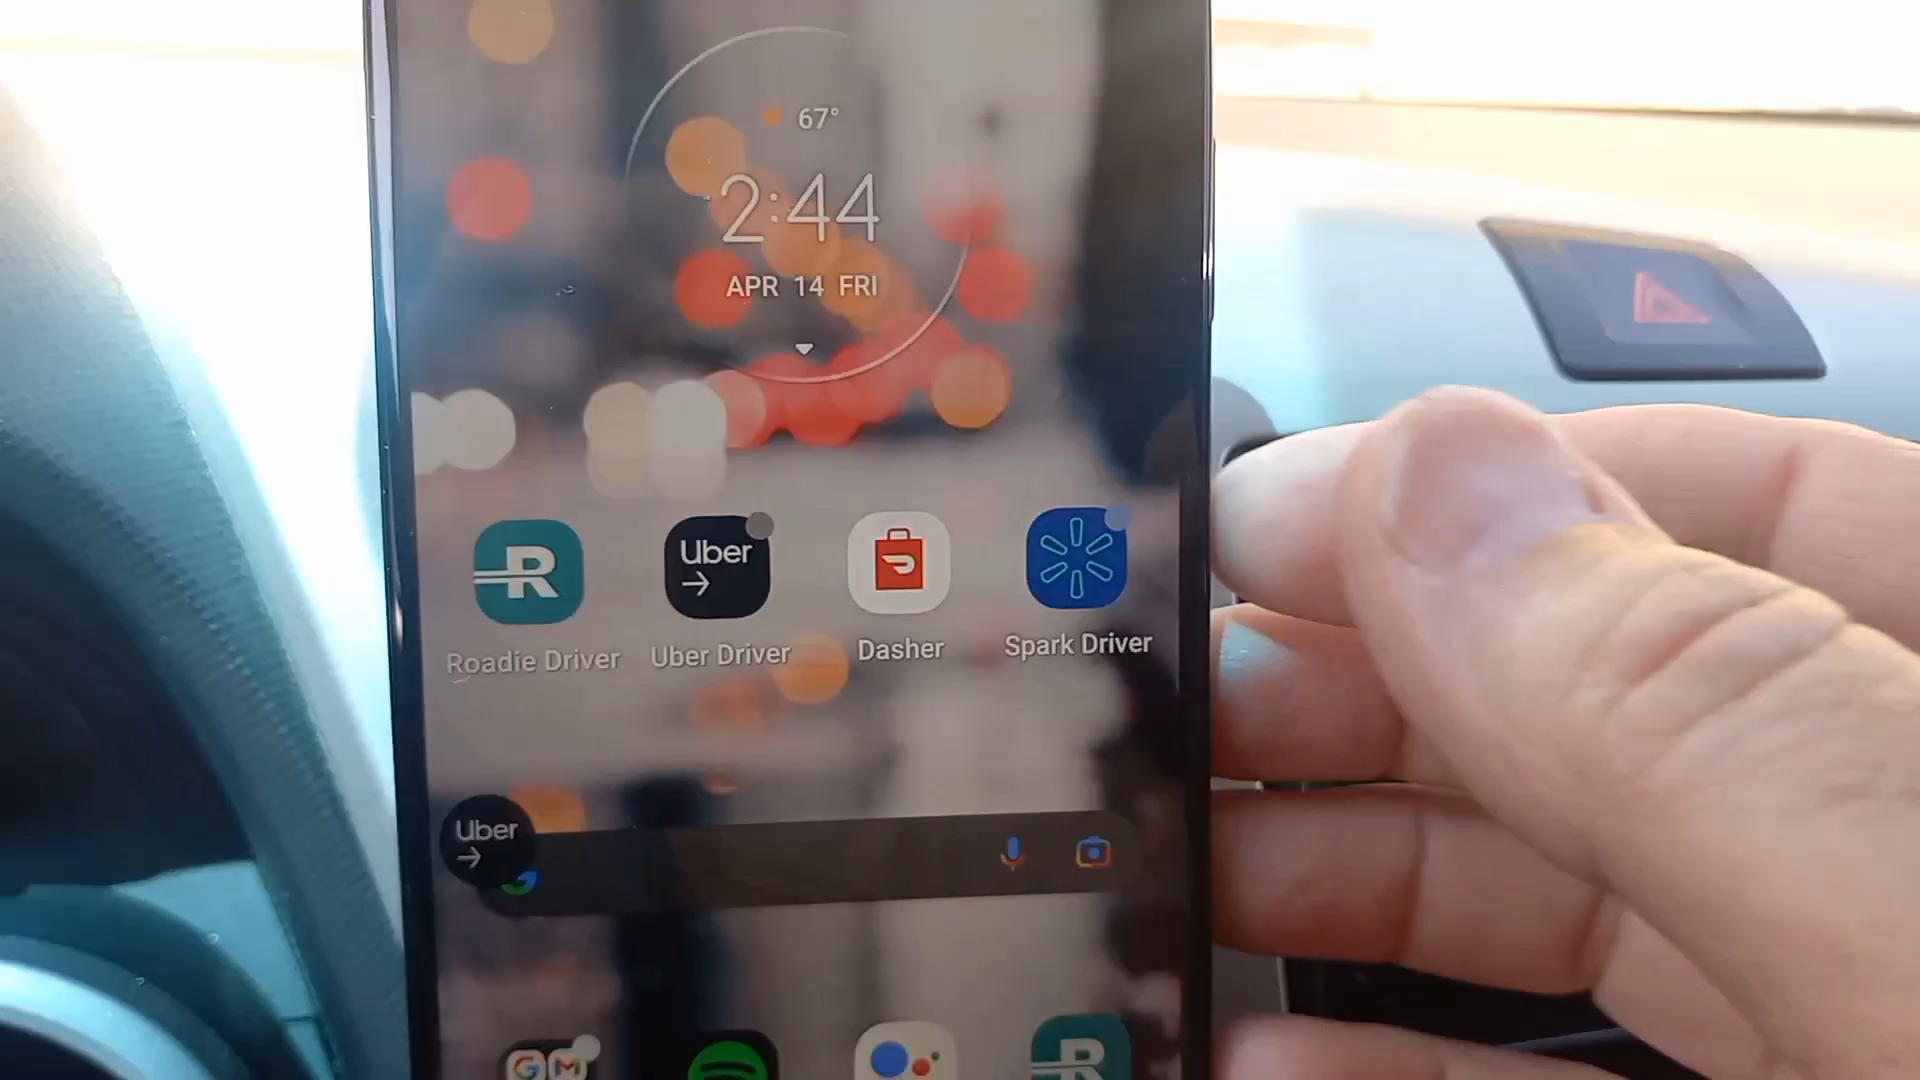 67°
2:44
APR 14 FRI
R
Uber
Roadie Driver
Uber Driver
Dasher
Spark Driver
Uber
G
G M
R